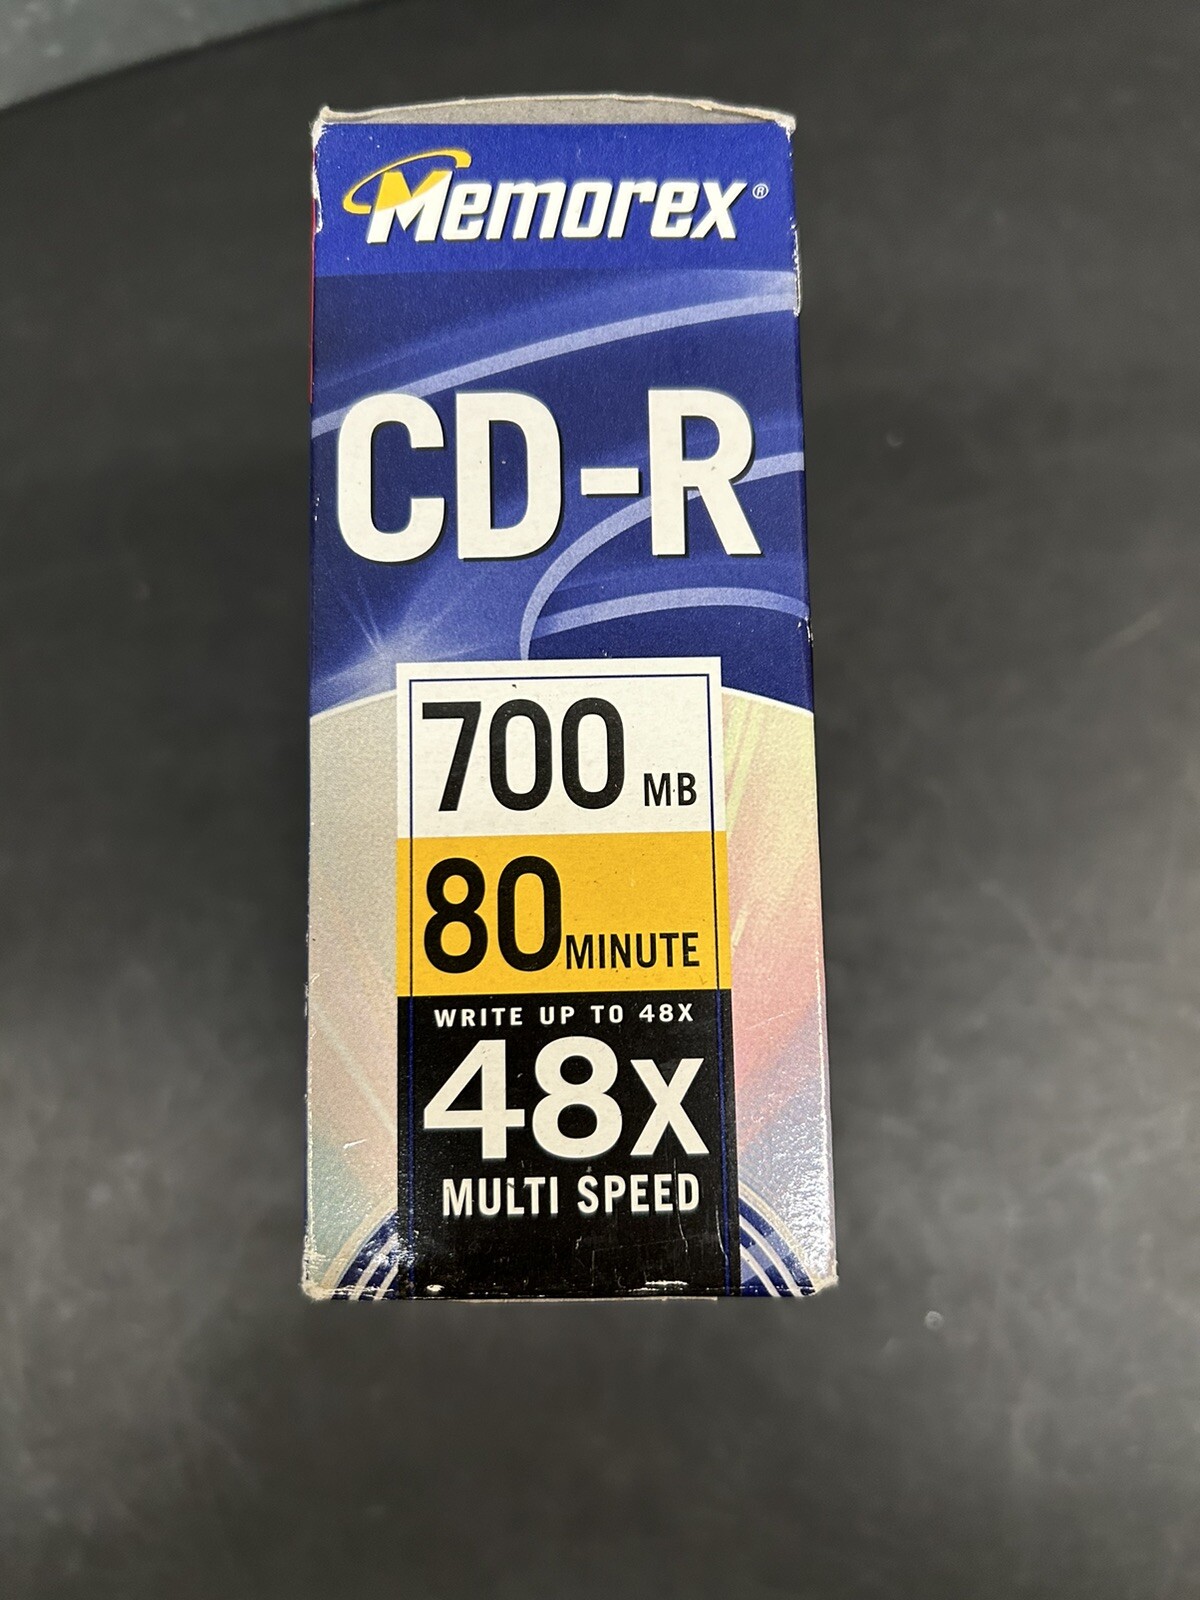 Memorex®
CD-R
700 MB
80 MINUTE
WRITE UP TO 48X
48X
MULTI SPEED